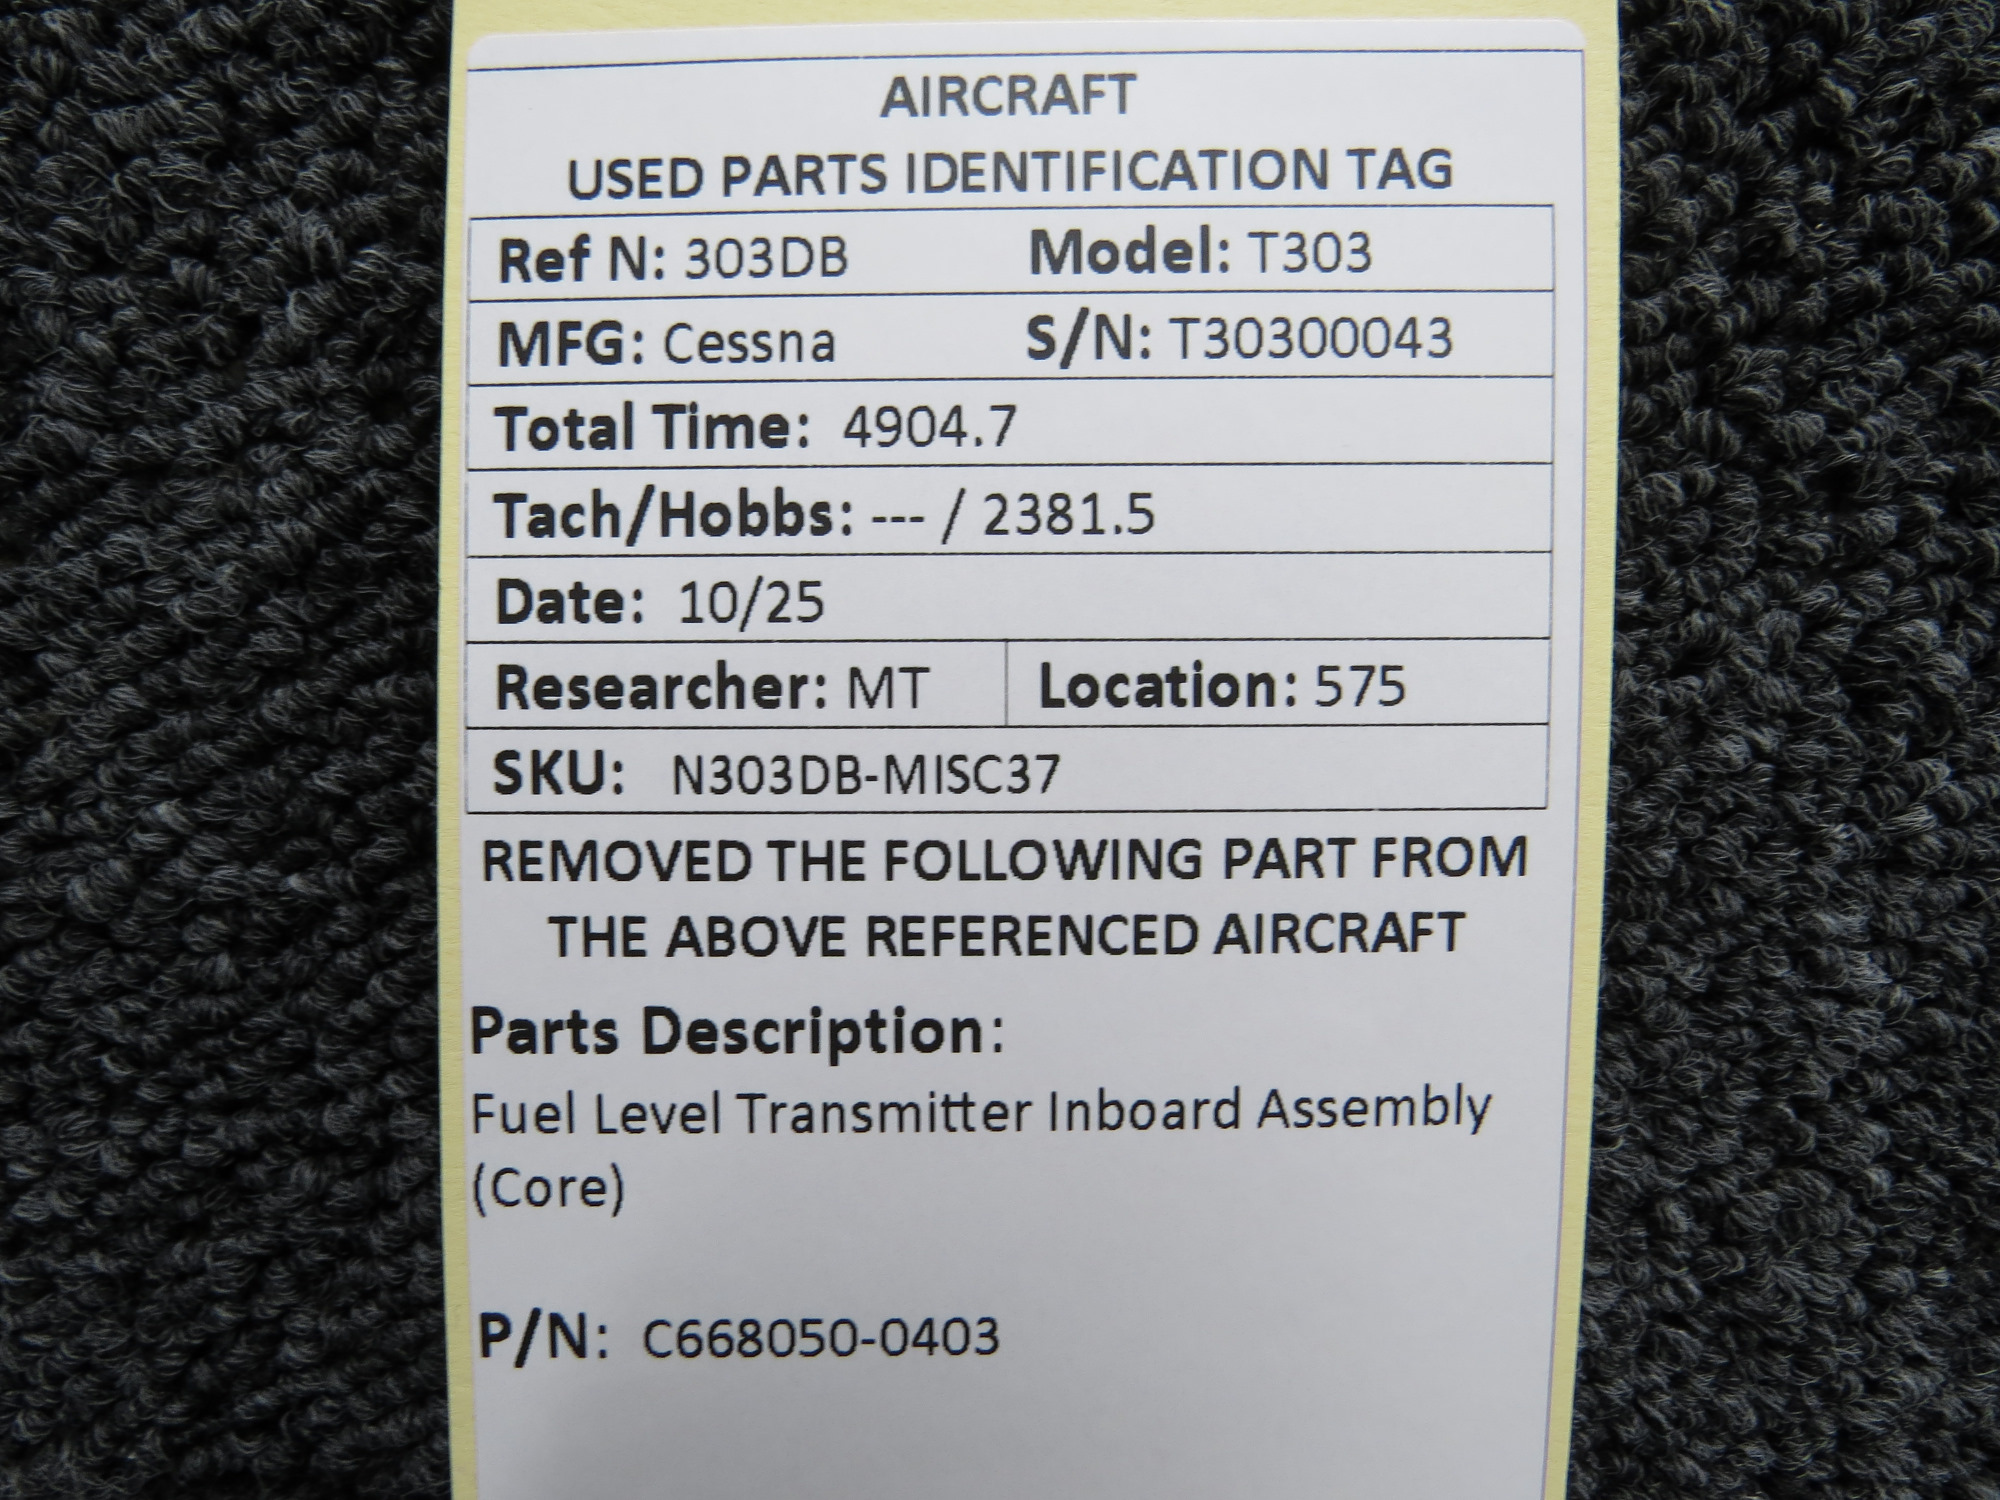 AIRCRAFT
USED PARTS IDENTIFICATION TAG
Ref N: 303DB Model: T303
MFG: Cessna S/N: T30300043
Total Time: 4904.7
Tach/Hobbs: --- / 2381.5
Date: 10/25
Researcher: MT Location: 575
SKU: N303DB-MISC37
REMOVED THE FOLLOWING PART FROM
THE ABOVE REFERENCED AIRCRAFT
Parts Description:
Fuel Level Transmitter Inboard Assembly
(Core)
P/N: C668050-0403